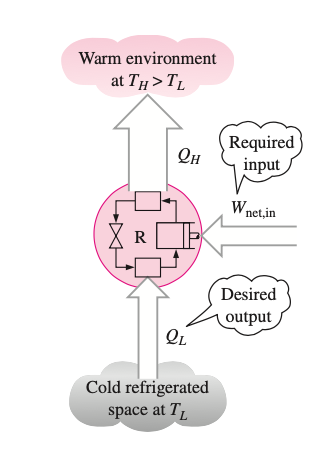 Warm environment
at T_H > T_L
Q_H
Required
input
W_net,in
R
Desired
output
Q_L
Cold refrigerated
space at T_L